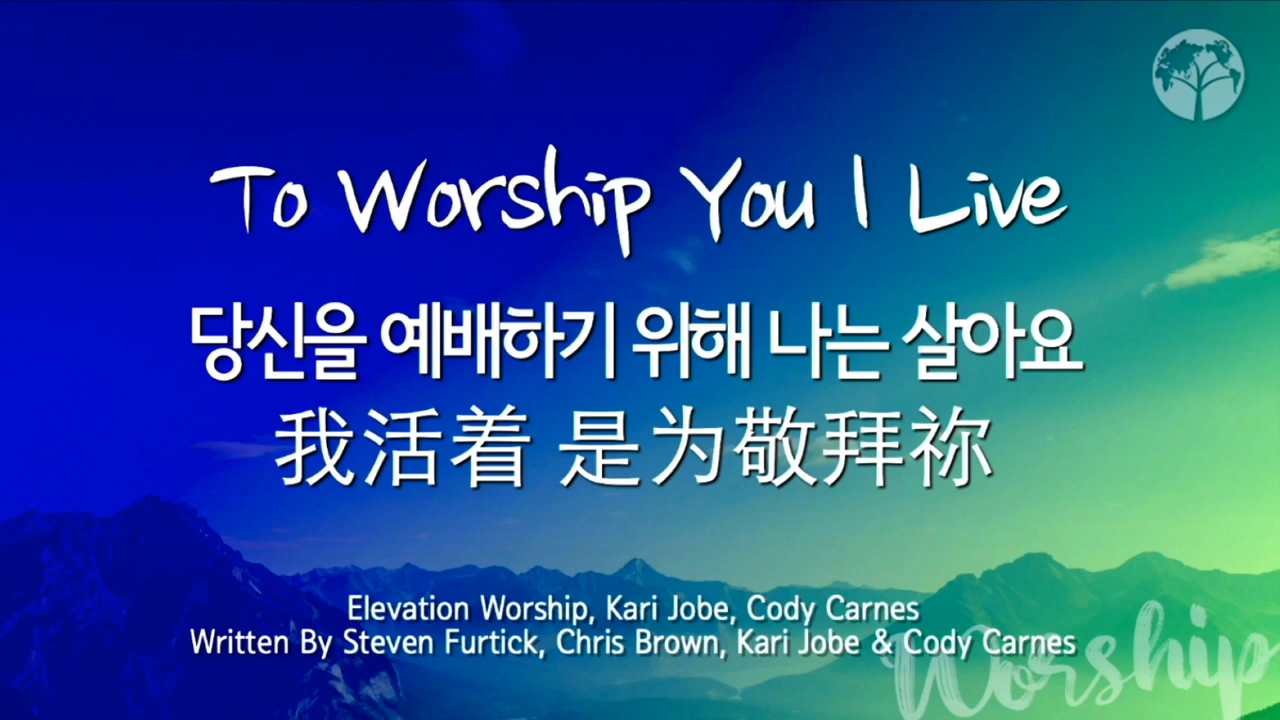 To Worship You I Live
당신을 예배하기 위해 나는 살아요
我活着 是为敬拜祢
Elevation Worship, Kari Jobe, Cody Carnes
Written By Steven Furtick, Chris Brown, Kari Jobe & Cody Carnes
Worship